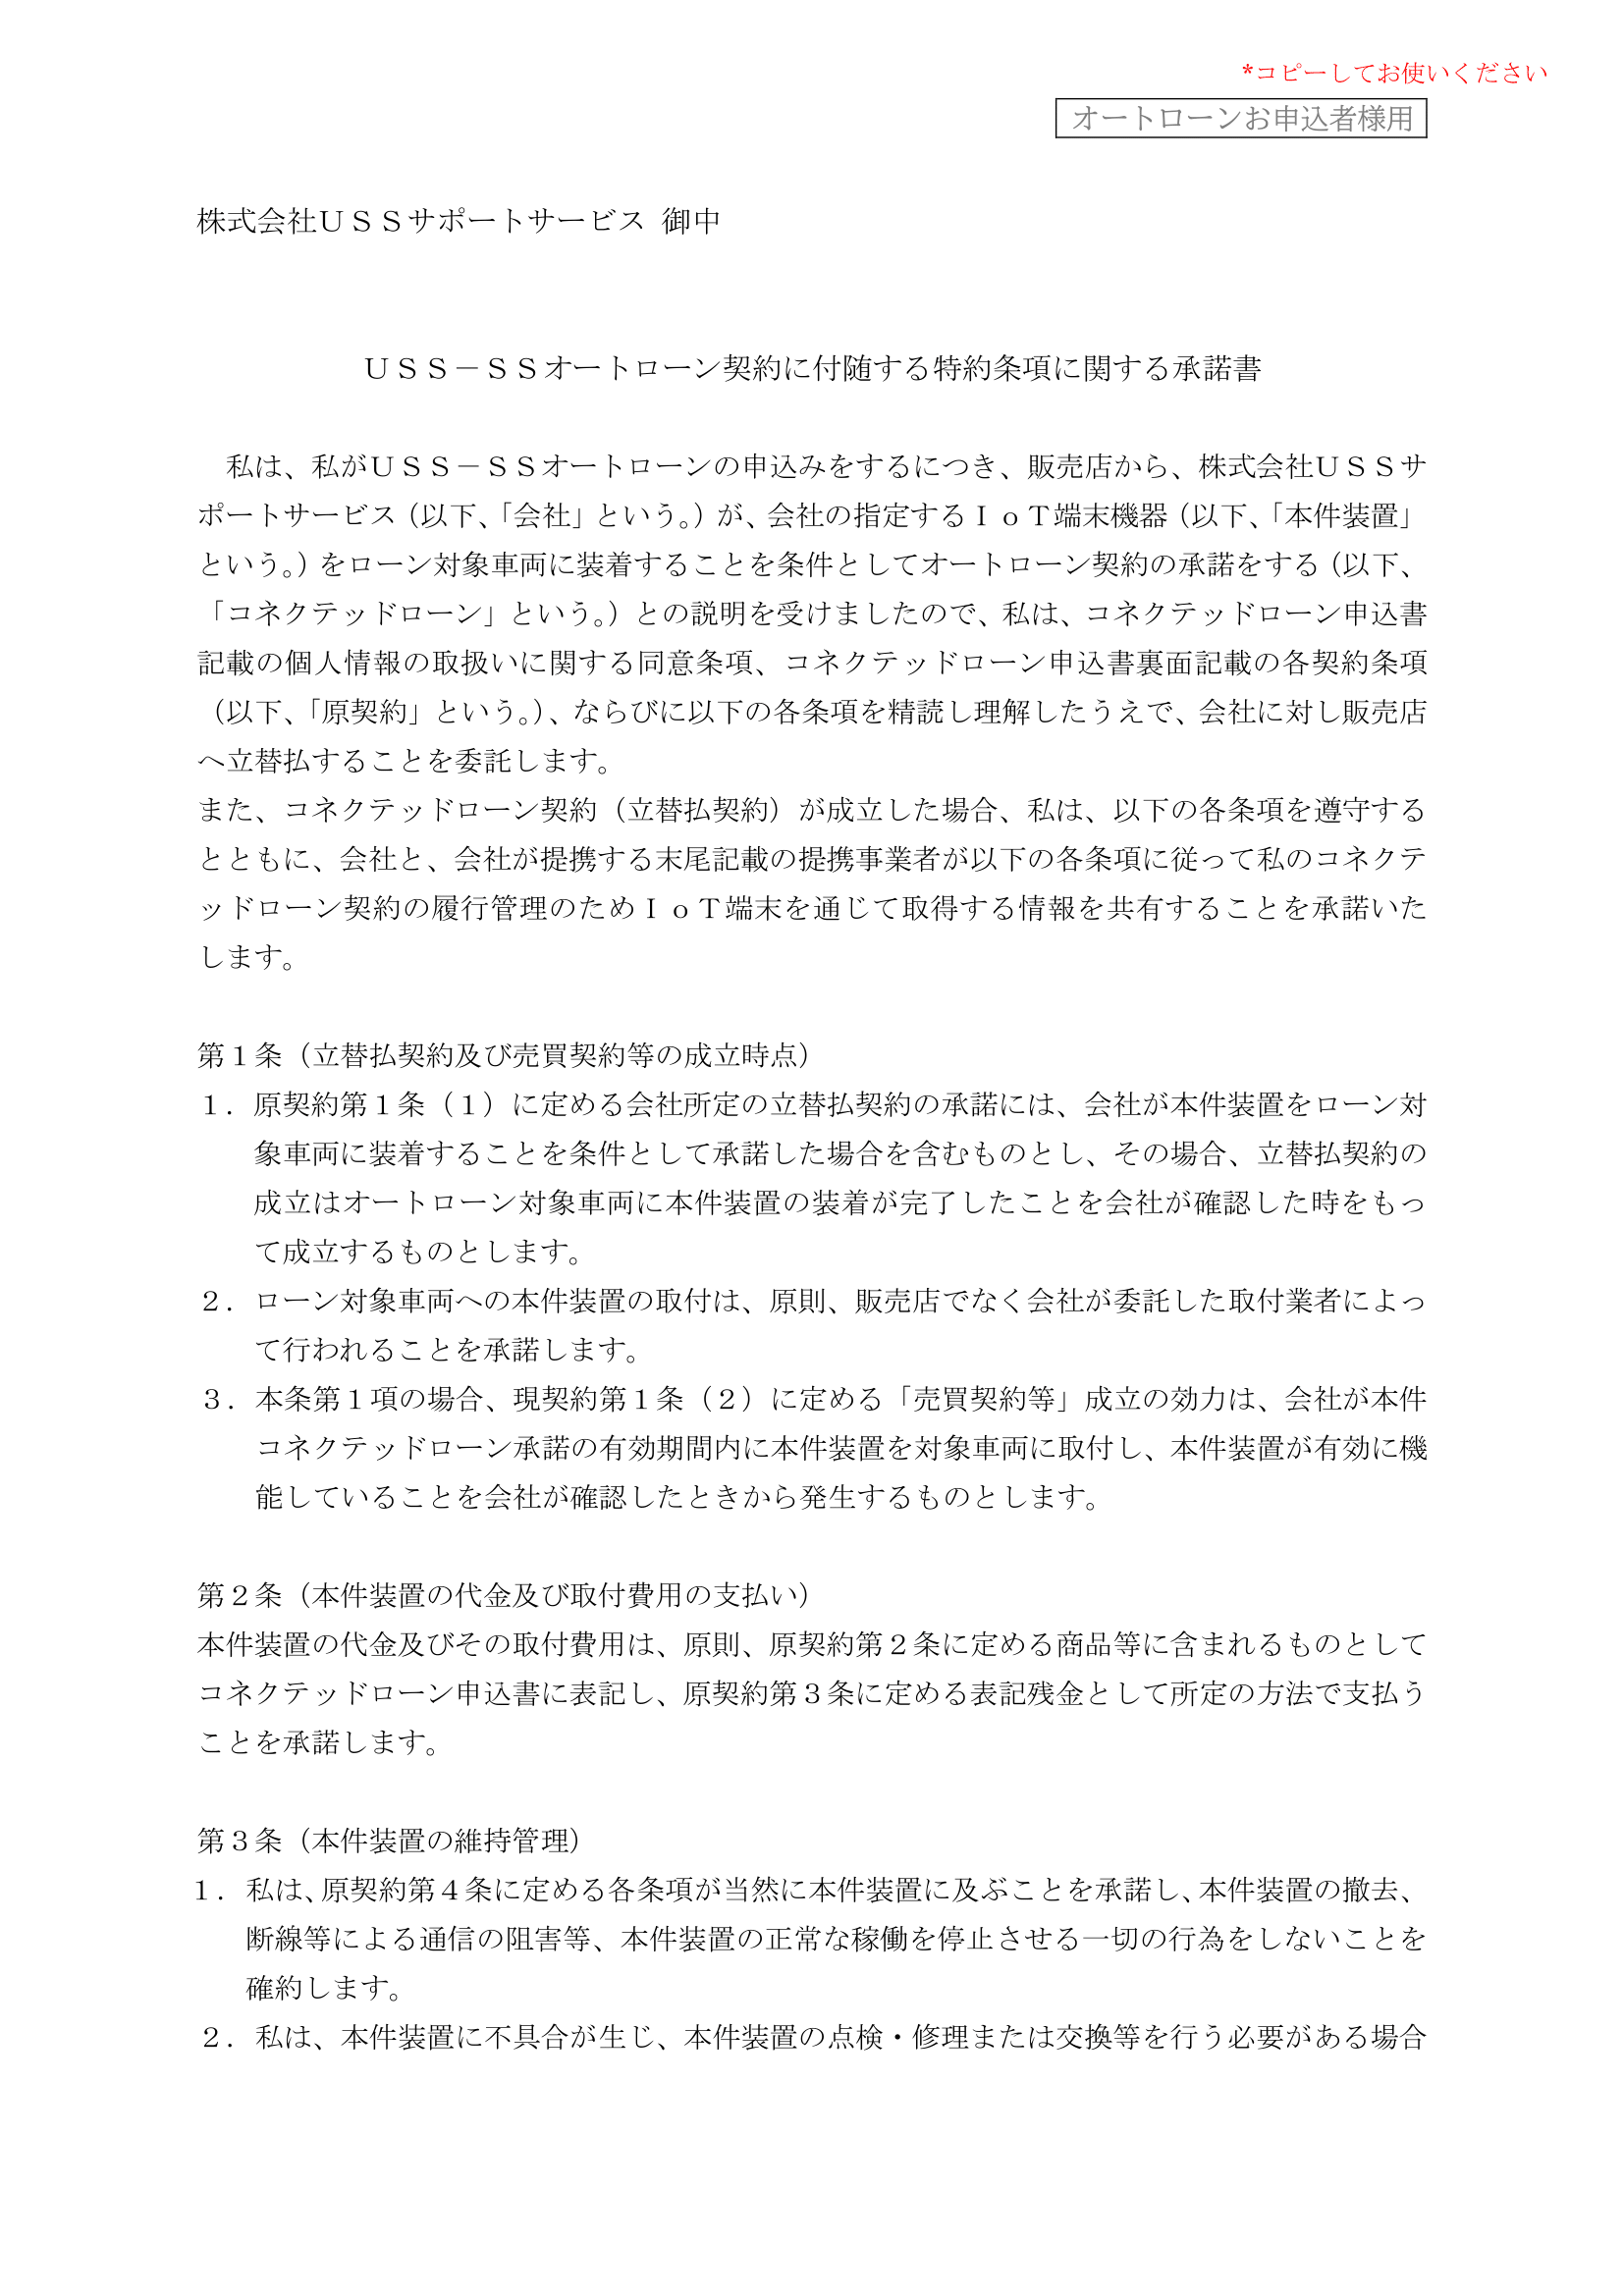 *コピーしてお使いください
オートローンお申込者様用
株式会社ＵＳＳサポートサービス 御中
ＵＳＳ－ＳＳオートローン契約に付随する特約条項に関する承諾書
私は、私がＵＳＳ－ＳＳオートローンの申込みをするにつき、販売店から、株式会社ＵＳＳサ
ポートサービス（以下、「会社」という。）が、会社の指定するＩｏＴ端末機器（以下、「本件装置」
という。）をローン対象車両に装着することを条件としてオートローン契約の承諾をする（以下、
「コネクテッドローン」という。）との説明を受けましたので、私は、コネクテッドローン申込書
記載の個人情報の取扱いに関する同意条項、コネクテッドローン申込書裏面記載の各契約条項
（以下、「原契約」という。）、ならびに以下の各条項を精読し理解したうえで、会社に対し販売店
へ立替払することを委託します。
また、コネクテッドローン契約（立替払契約）が成立した場合、私は、以下の各条項を遵守する
とともに、会社と、会社が提携する末尾記載の提携事業者が以下の各条項に従って私のコネクテ
ッドローン契約の履行管理のためＩｏＴ端末を通じて取得する情報を共有することを承諾いた
します。
第１条（立替払契約及び売買契約等の成立時点）
１．原契約第１条（１）に定める会社所定の立替払契約の承諾には、会社が本件装置をローン対
象車両に装着することを条件として承諾した場合を含むものとし、その場合、立替払契約の
成立はオートローン対象車両に本件装置の装着が完了したことを会社が確認した時をもっ
て成立するものとします。
２．ローン対象車両への本件装置の取付は、原則、販売店でなく会社が委託した取付業者によっ
て行われることを承諾します。
３．本条第１項の場合、現契約第１条（２）に定める「売買契約等」成立の効力は、会社が本件
コネクテッドローン承諾の有効期間内に本件装置を対象車両に取付し、本件装置が有効に機
能していることを会社が確認したときから発生するものとします。
第２条（本件装置の代金及び取付費用の支払い）
本件装置の代金及びその取付費用は、原則、原契約第２条に定める商品等に含まれるものとして
コネクテッドローン申込書に表記し、原契約第３条に定める表記残金として所定の方法で支払う
ことを承諾します。
第３条（本件装置の維持管理）
１．私は、原契約第４条に定める各条項が当然に本件装置に及ぶことを承諾し、本件装置の撤去、
断線等による通信の阻害等、本件装置の正常な稼働を停止させる一切の行為をしないことを
確約します。
２．私は、本件装置に不具合が生じ、本件装置の点検・修理または交換等を行う必要がある場合